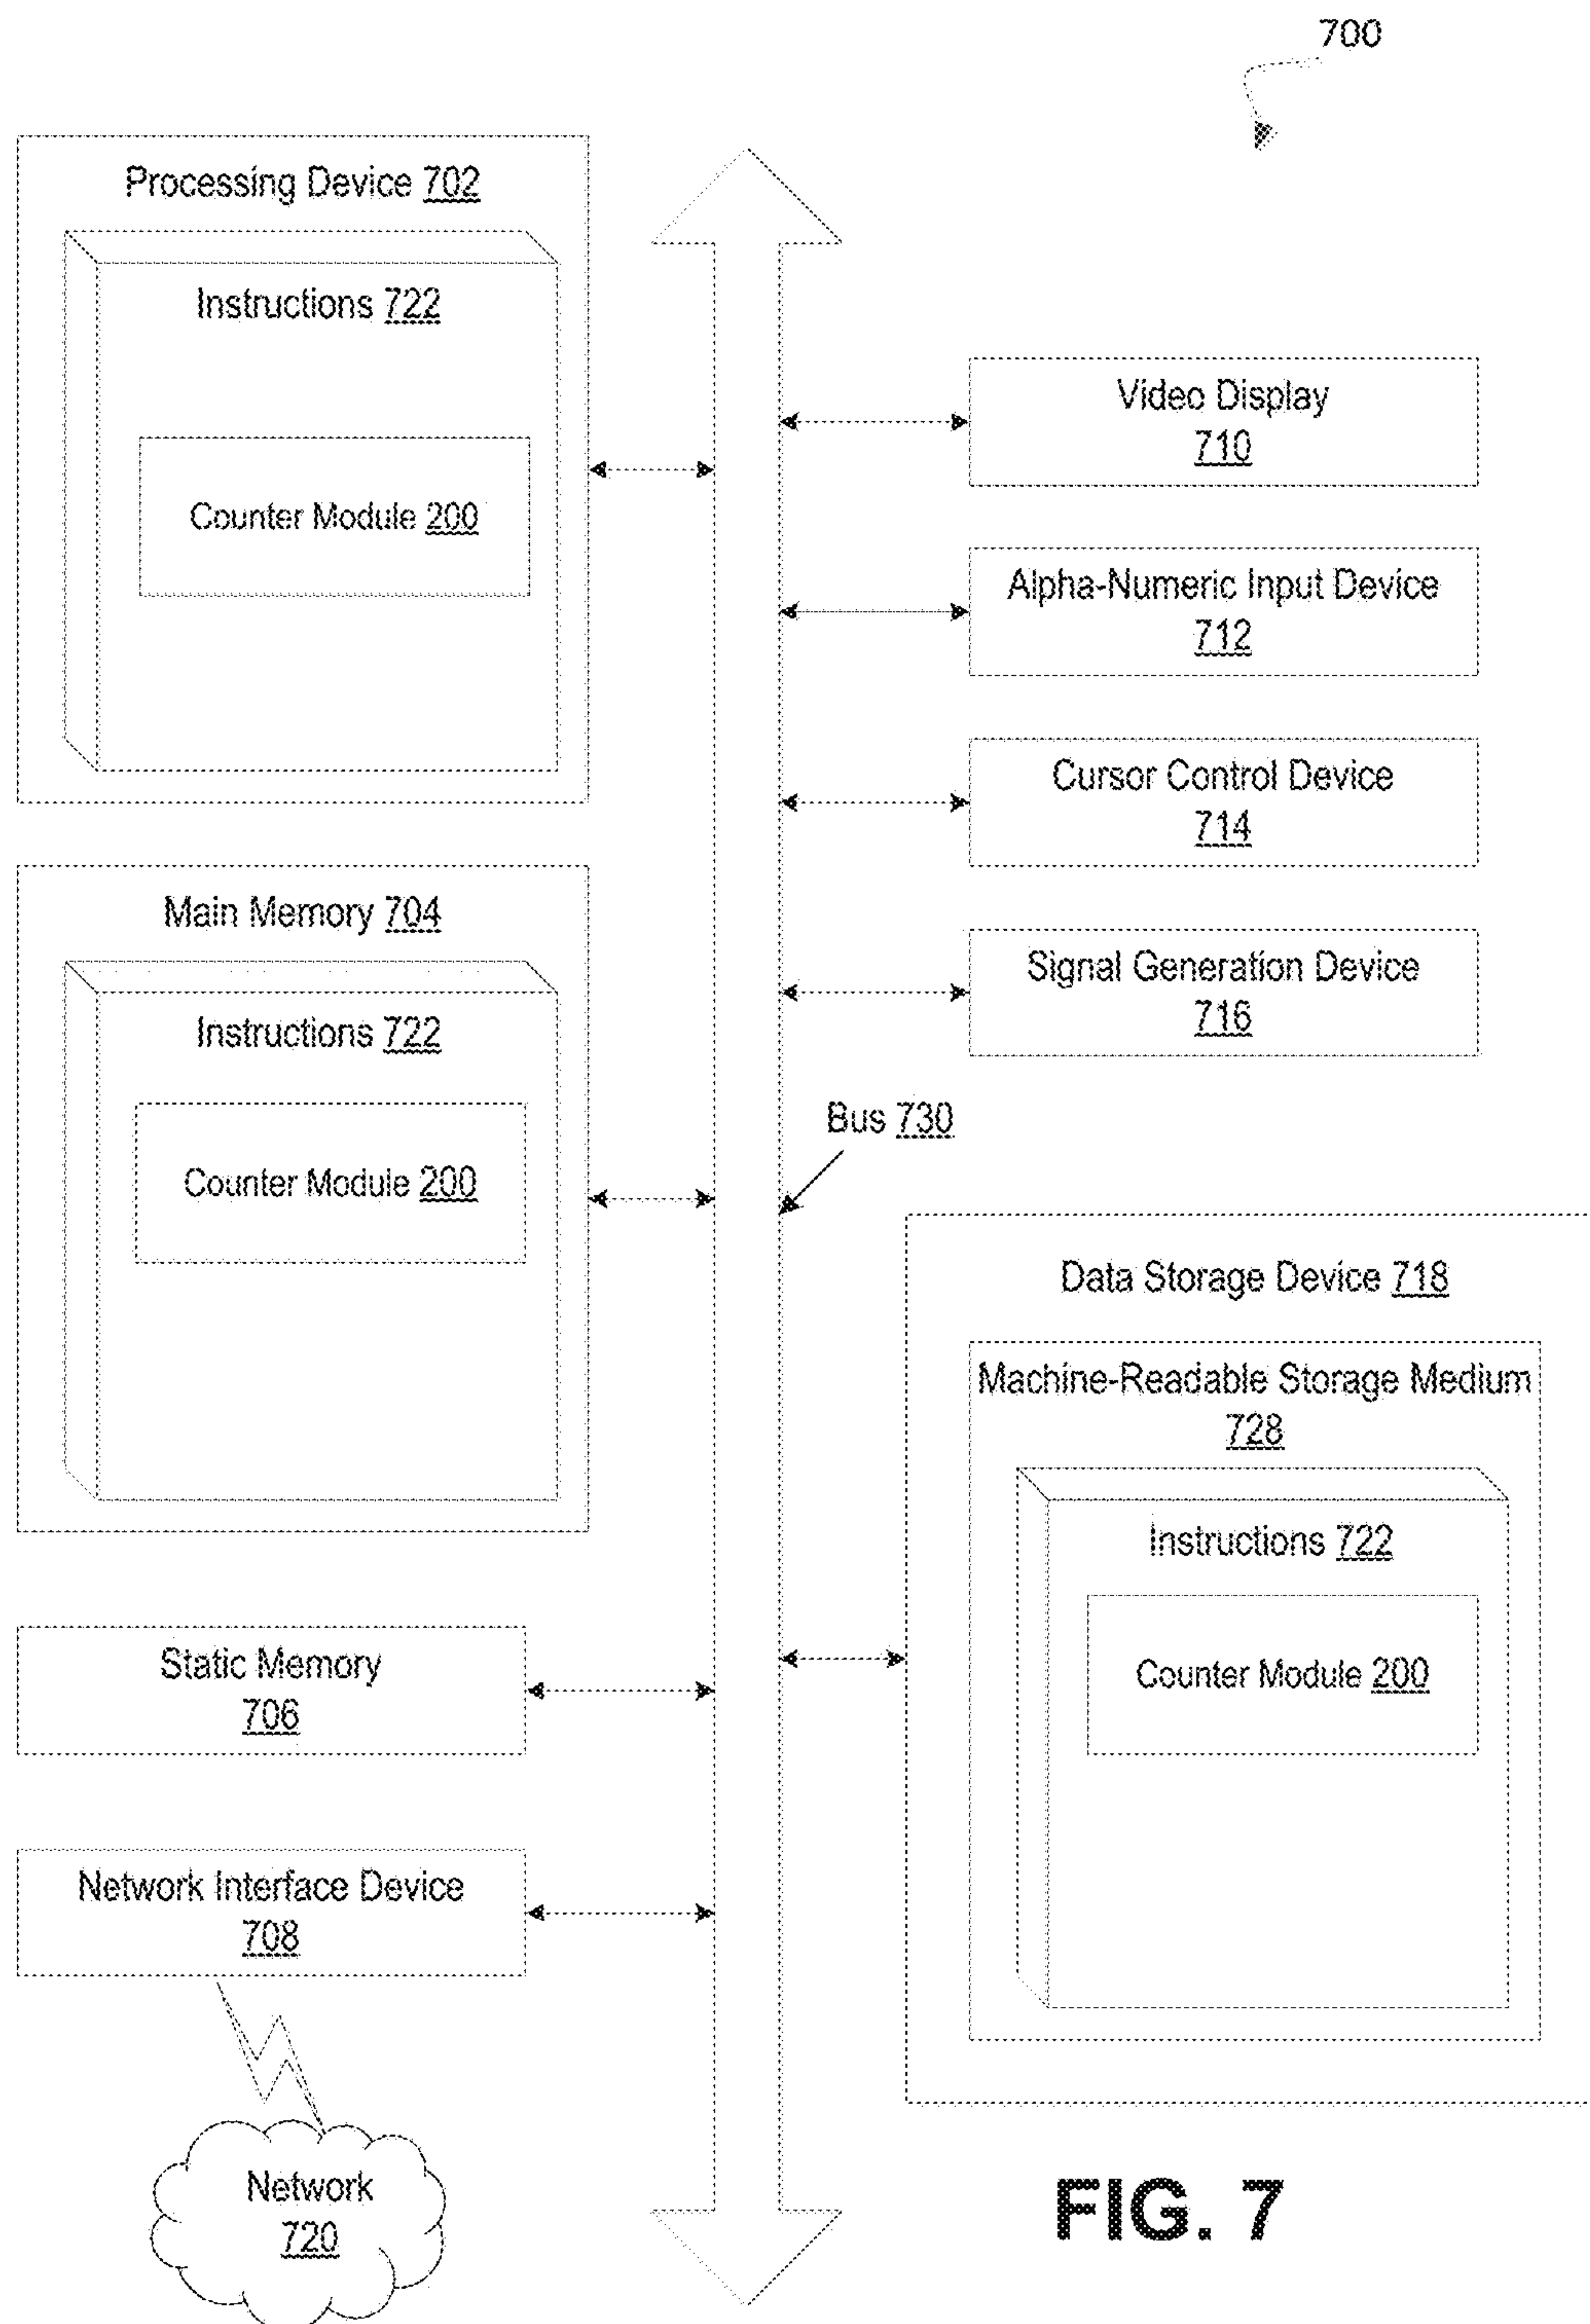 700
Processing Device 702
Instructions 722
Counter Module 200
Main Memory 704
Instructions 722
Counter Module 200
Static Memory
706
Network Interface Device
708
Network
720
Video Display
710
Alpha-Numeric Input Device
712
Cursor Control Device
714
Signal Generation Device
716
Bus 730
Data Storage Device 718
Machine-Readable Storage Medium
728
Instructions 722
Counter Module 200
FIG. 7